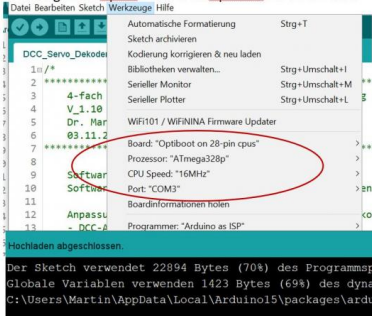 Datei Bearbeiten Sketch Werkzeuge Hilfe
Automatische Formatierung Strg+T
Sketch archivieren
DCC_Servo_Dekoder
Kodierung korrigieren & neu laden
1 /*
Bibliotheken verwalten... Strg+Umschalt+I
2 ****
Serieller Monitor Strg+Umschalt+M
3 4-fach
Serieller Plotter Strg+Umschalt+L
4 V_1.10
5 Dr. Mar
WiFi101 / WiFiNINA Firmware Updater
6 03.11.2
7 ****
Board: "Optiboot on 28-pin cpus"
8
Prozessor: "ATmega328p"
9 Softwar
CPU Speed: "16MHz"
10 Softwar
Port: "COM3"
11
Boardinformationen holen
12 Anpassu
13 - DCC-A
Programmer: "Arduino as ISP"
Hochladen abgeschlossen.
Der Sketch verwendet 22894 Bytes (70%) des Programmsp
Globale Variablen verwenden 1423 Bytes (69%) des dyna
C:\Users\Martin\AppData\Local\Arduino15\packages\ardu